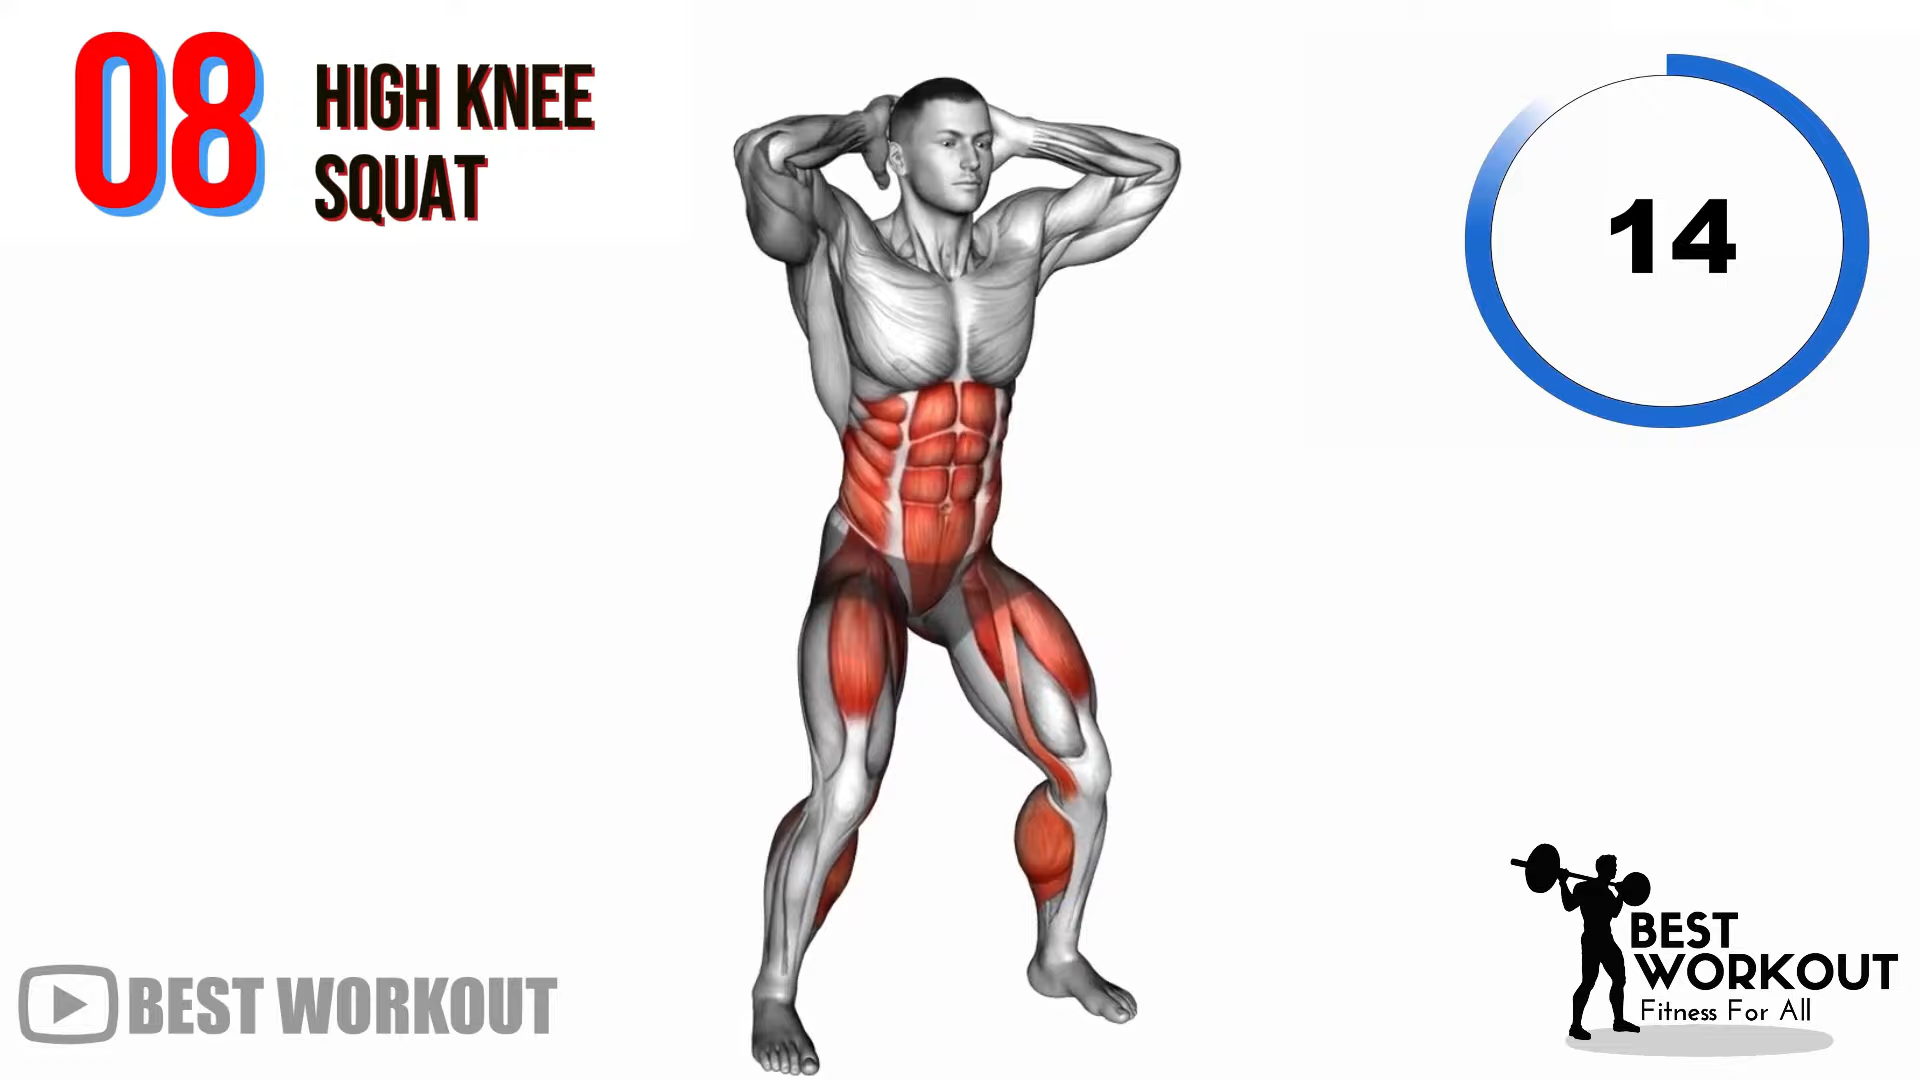 08
HIGH KNEE
SQUAT
14
BEST WORKOUT
BEST
WORKOUT
Fitness For All